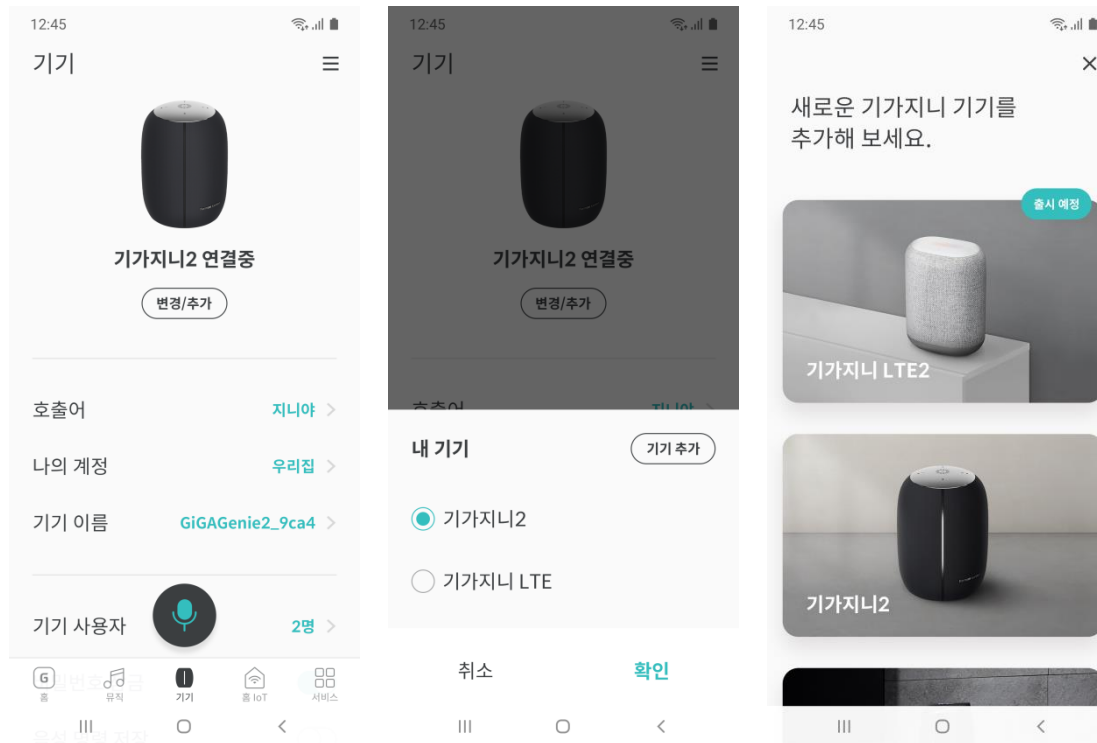 12:45
기기
기가지니2 연결중
변경/추가
호출어 지니야
나의 계정 우리집
기기 이름 GiGAGenie2_9ca4
기기 사용자 2명
G
홈
뮤직
기기
홈 IoT
서비스
12:45
기기
기가지니2 연결중
변경/추가
호출어 지니야
내 기기 기기 추가
기가지니2
기가지니 LTE
취소 확인
12:45
새로운 기가지니 기기를
추가해 보세요.
출시 예정
기가지니 LTE2
기가지니2